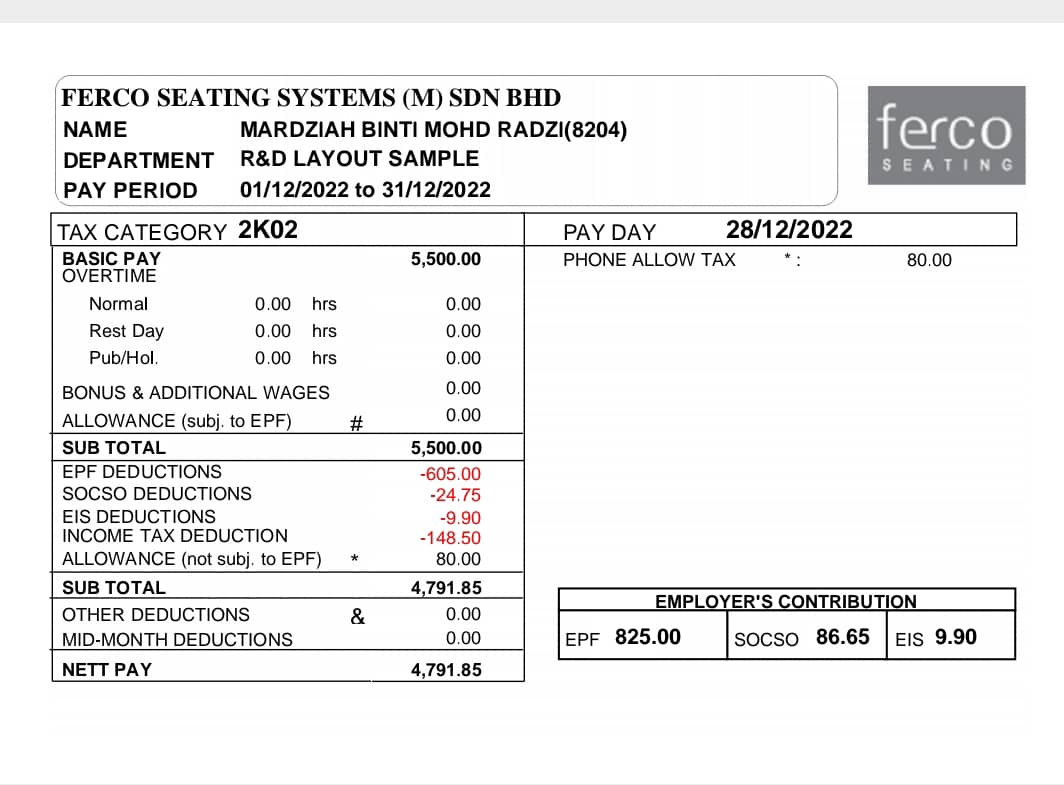 FERCO SEATING SYSTEMS (M) SDN BHD
NAME MARDZIAH BINTI MOHD RADZI(8204)
DEPARTMENT R&D LAYOUT SAMPLE
PAY PERIOD 01/12/2022 to 31/12/2022
ferco
SEATING
TAX CATEGORY 2K02
BASIC PAY 5,500.00
OVERTIME
Normal 0.00 hrs 0.00
Rest Day 0.00 hrs 0.00
Pub/Hol. 0.00 hrs 0.00
BONUS & ADDITIONAL WAGES 0.00
ALLOWANCE (subj. to EPF) # 0.00
SUB TOTAL 5,500.00
EPF DEDUCTIONS -605.00
SOCSO DEDUCTIONS -24.75
EIS DEDUCTIONS -9.90
INCOME TAX DEDUCTION -148.50
ALLOWANCE (not subj. to EPF) * 80.00
SUB TOTAL 4,791.85
OTHER DEDUCTIONS & 0.00
MID-MONTH DEDUCTIONS 0.00
NETT PAY 4,791.85
PAY DAY 28/12/2022
PHONE ALLOW TAX * : 80.00
EMPLOYER'S CONTRIBUTION
EPF 825.00 SOCSO 86.65 EIS 9.90